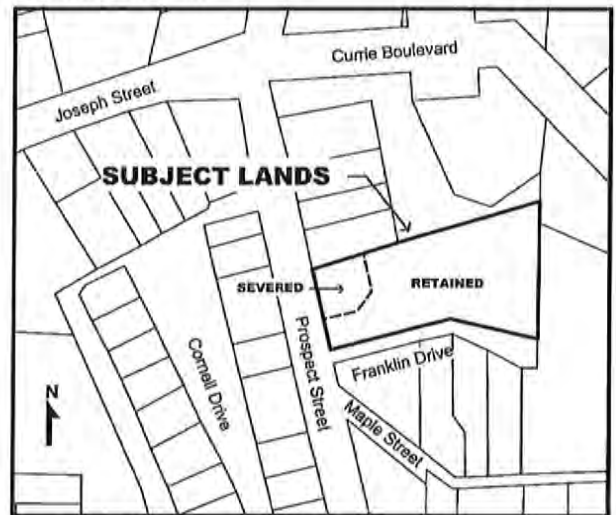 Currie Boulevard
Joseph Street
SUBJECT LANDS
SEVERED
RETAINED
Prospect Street
Cornell Drive
Franklin Drive
Maple Street
N